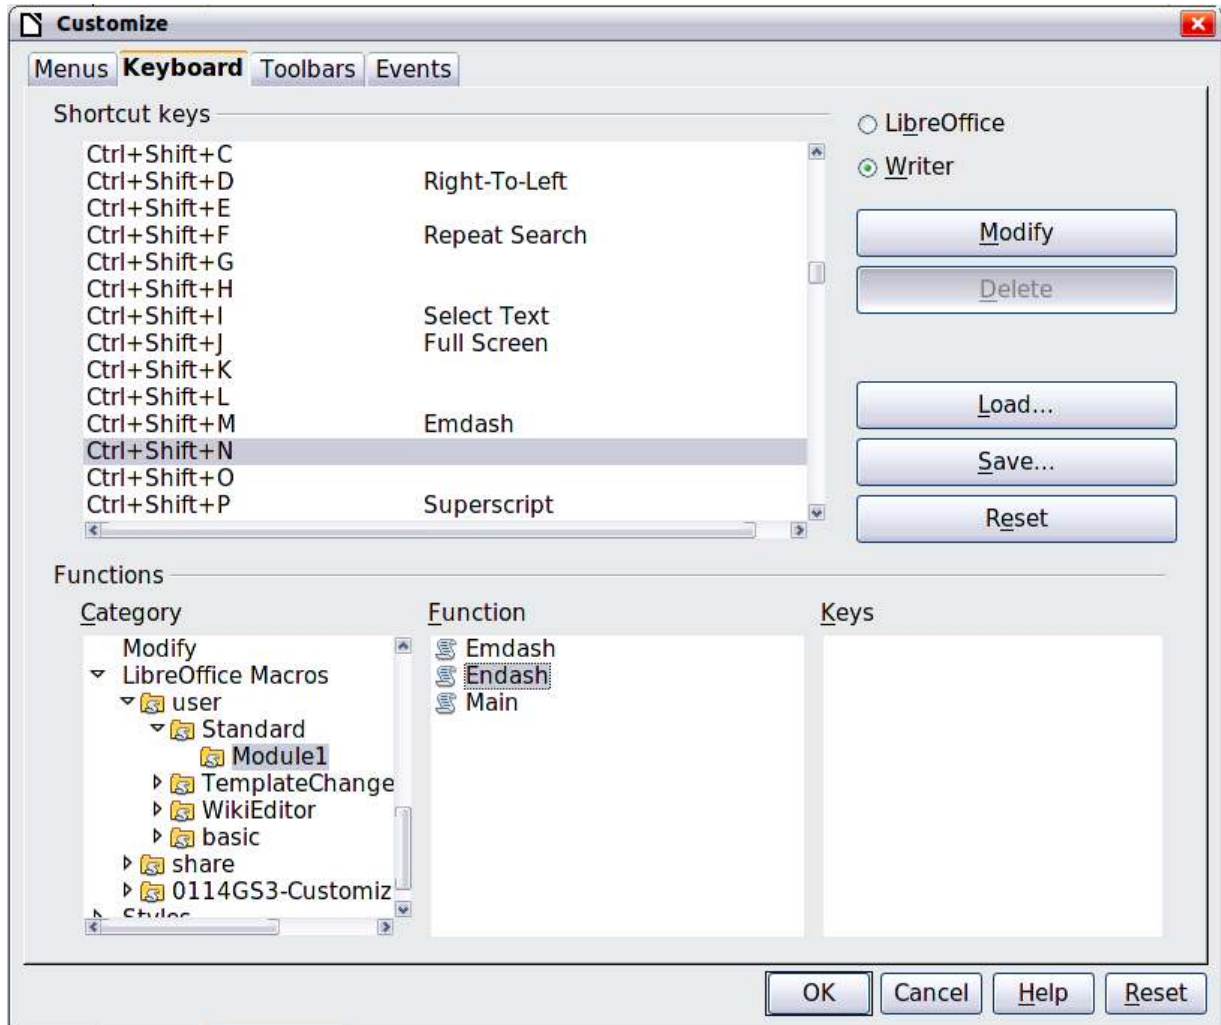 Customize
Menus Keyboard Toolbars Events
Shortcut keys
Ctrl+Shift+C
Ctrl+Shift+D Right-To-Left
Ctrl+Shift+E
Ctrl+Shift+F Repeat Search
Ctrl+Shift+G
Ctrl+Shift+H
Ctrl+Shift+I Select Text
Ctrl+Shift+J Full Screen
Ctrl+Shift+K
Ctrl+Shift+L
Ctrl+Shift+M Emdash
Ctrl+Shift+N
Ctrl+Shift+O
Ctrl+Shift+P Superscript
LibreOffice
Writer
Modify
Delete
Load...
Save...
Reset
Functions
Category
Modify
LibreOffice Macros
user
Standard
Module1
TemplateChange
WikiEditor
basic
share
0114GS3-Customiz
Styles
Function
Emdash
Endash
Main
Keys
OK Cancel Help Reset